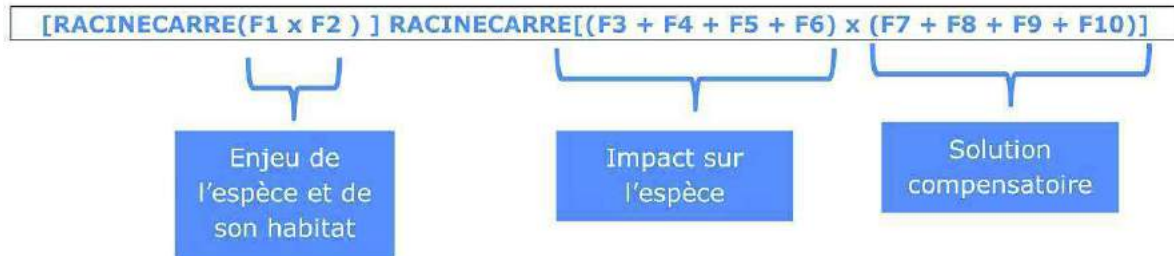 [RACINECARRE(F1 x F2 ) ] RACINECARRE[(F3 + F4 + F5 + F6) x (F7 + F8 + F9 + F10)]
Enjeu de
l'espèce et de
son habitat
Impact sur
l'espèce
Solution
compensatoire